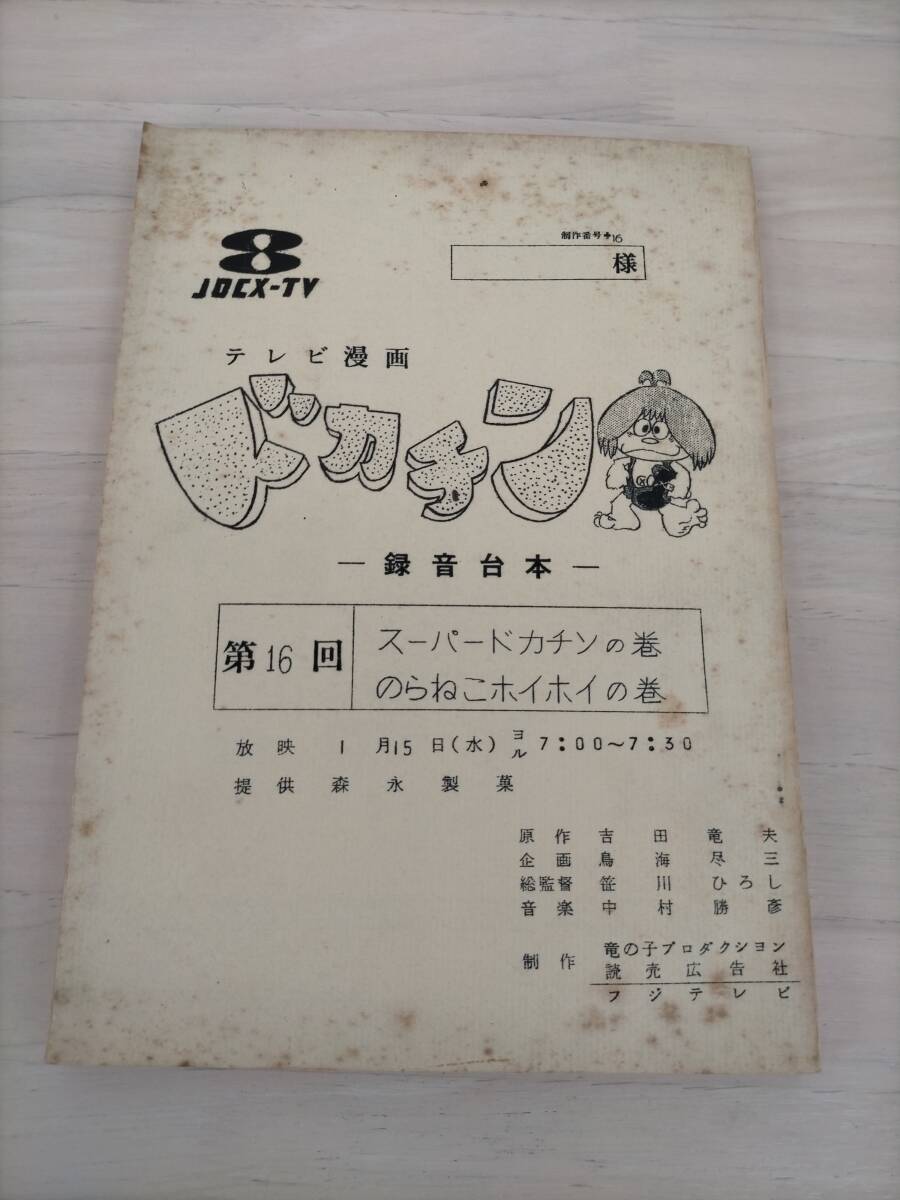 8
JOCX-TV
制作番号 16
様
テレビ漫画
ドカチン
— 録音台本 —
第16回
スーパードカチンの巻
のらねこホイホイの巻
放映 1月15日(水) ヨル 7:00〜7:30
提供 森永製菓
原作 吉田竜夫
企画 鳥海尽三
総監督 笹川ひろし
音楽 中村勝彦
制作 竜の子プロダクション
読売広告社
フジテレビ